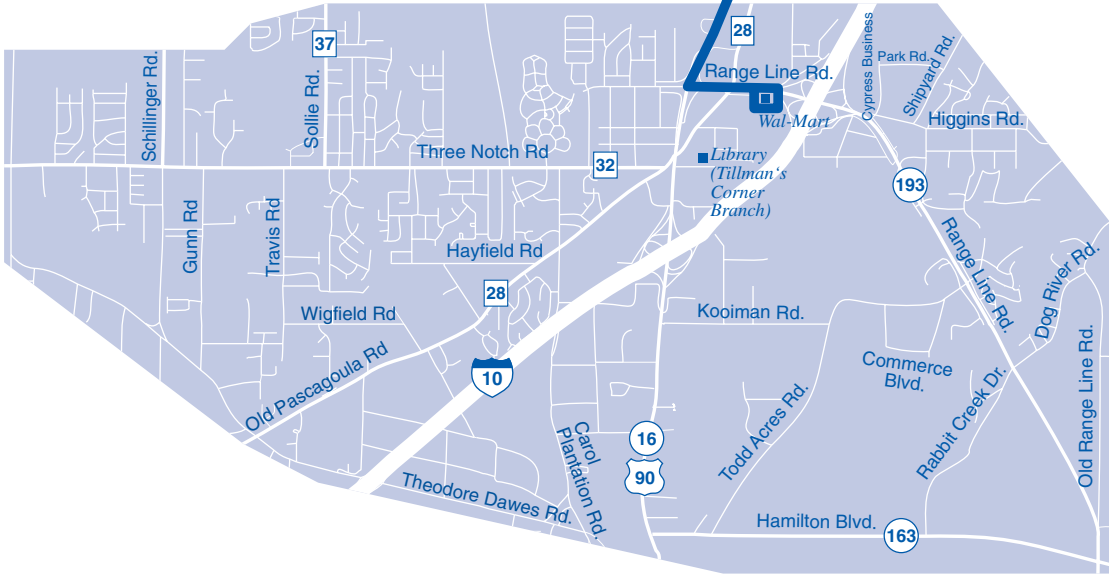 28
37
Range Line Rd.
Cypress Business
Park Rd.
Shipyard Rd.
Schillinger Rd.
Sollie Rd.
Wal-Mart
Higgins Rd.
Three Notch Rd
32
Library
(Tillman‘s
Corner
Branch)
193
Gunn Rd
Travis Rd
Hayfield Rd
Range Line Rd.
Dog River Rd.
28
Wigfield Rd
Kooiman Rd.
Old Pascagoula Rd
10
Commerce
Blvd.
Old Range Line Rd.
Rabbit Creek Dr.
Todd Acres Rd.
Carol
Plantation Rd.
16
90
Theodore Dawes Rd.
Hamilton Blvd.
163